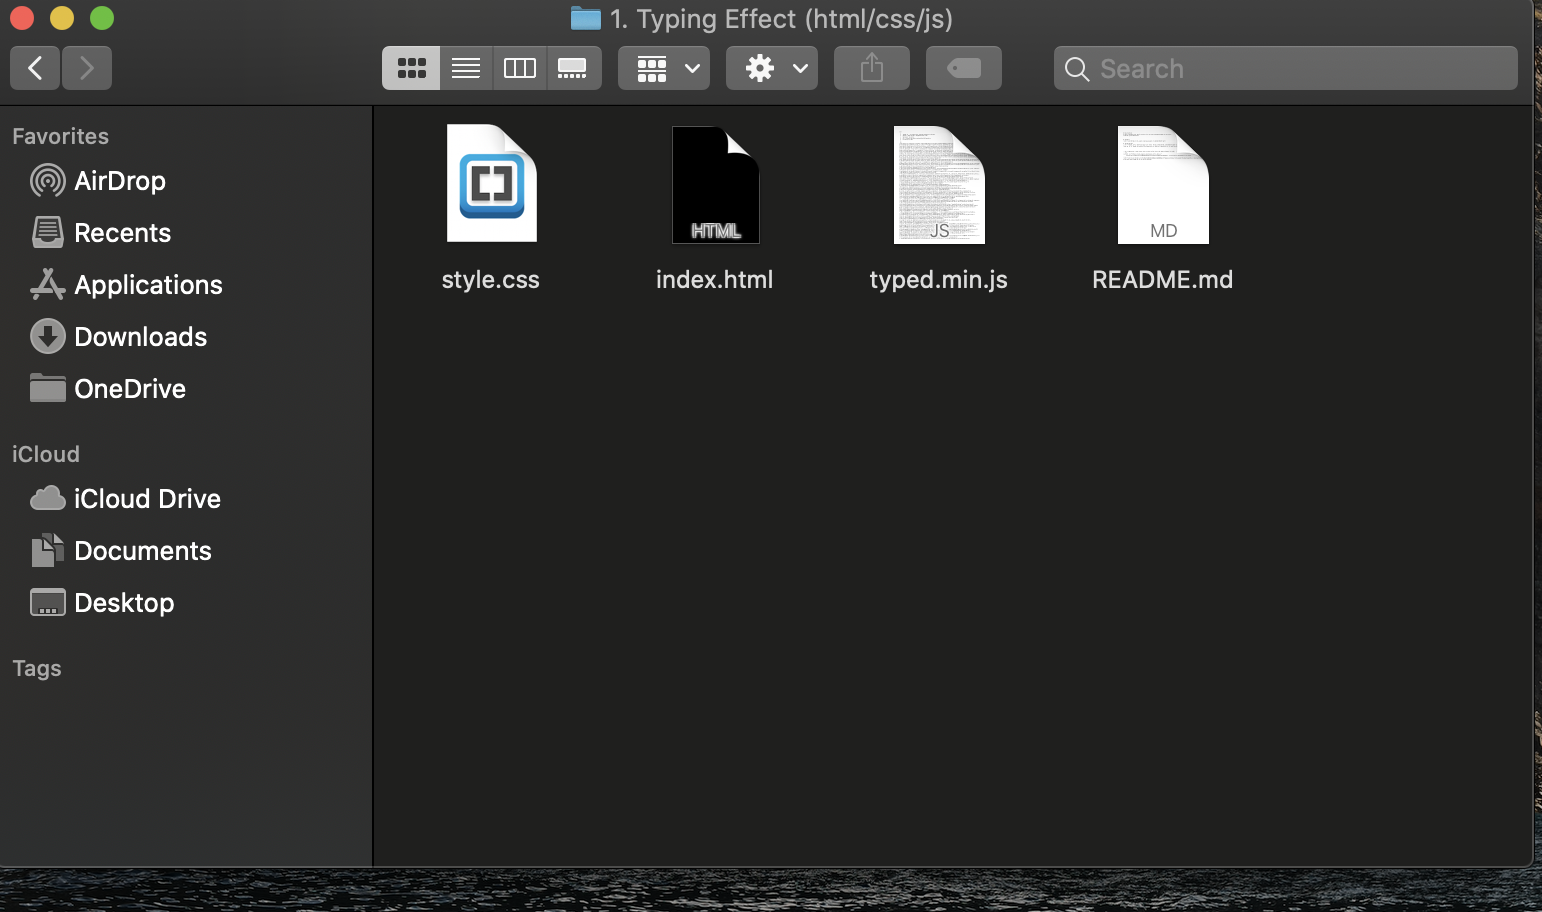 1. Typing Effect (html/css/js)
Search
Favorites
AirDrop
Recents
Applications
Downloads
OneDrive
iCloud
iCloud Drive
Documents
Desktop
Tags
HTML
JS
MD
style.css
index.html
typed.min.js
README.md